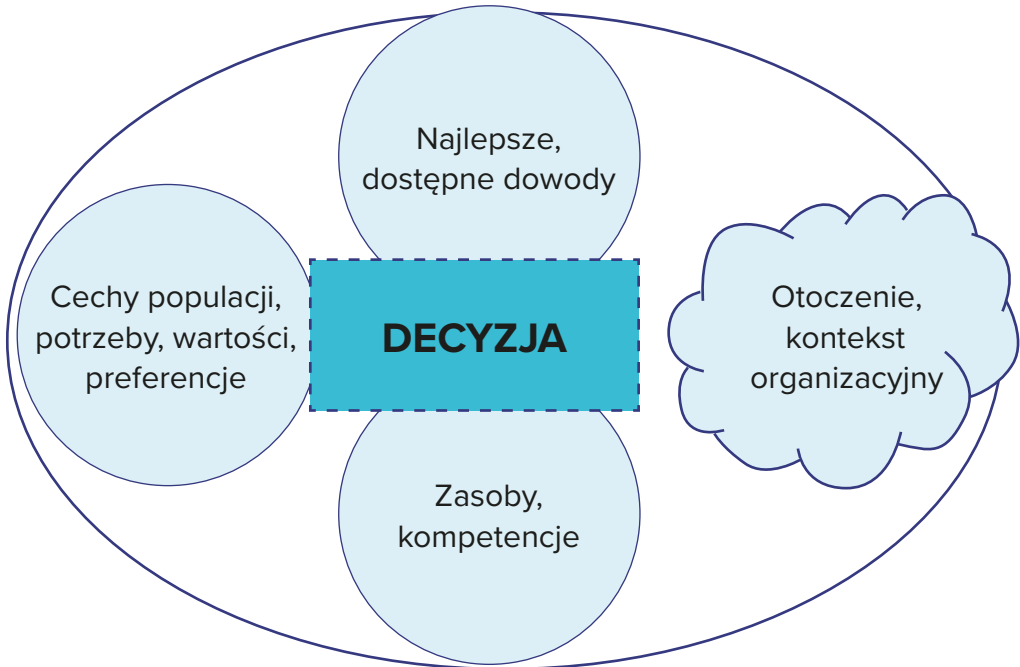 Najlepsze,
dostępne dowody
Cechy populacji,
potrzeby, wartości,
preferencje
DECYZJA
Otoczenie,
kontekst
organizacyjny
Zasoby,
kompetencje